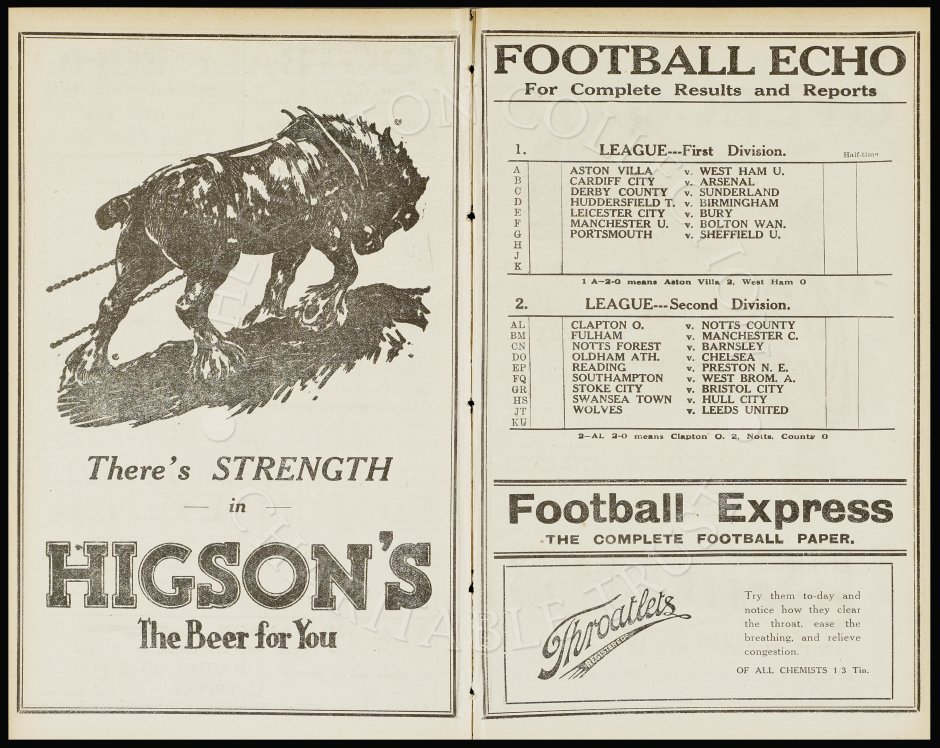 There's STRENGTH
— in —
HIGSON'S
The Beer for You
FOOTBALL ECHO
For Complete Results and Reports
1. LEAGUE---First Division. Half-time
A ASTON VILLA v. WEST HAM U.
B CARDIFF CITY v. ARSENAL
C DERBY COUNTY v. SUNDERLAND
D HUDDERSFIELD T. v. BIRMINGHAM
E LEICESTER CITY v. BURY
F MANCHESTER U. v. BOLTON WAN.
G PORTSMOUTH v. SHEFFIELD U.
H
J
K
1 A-2-0 means Aston Villa 2, West Ham 0
2. LEAGUE---Second Division.
AL CLAPTON O. v. NOTTS COUNTY
BM FULHAM v. MANCHESTER C.
CN NOTTS FOREST v. BARNSLEY
DO OLDHAM ATH. v. CHELSEA
EP READING v. PRESTON N. E.
FQ SOUTHAMPTON v. WEST BROM. A.
GR STOKE CITY v. BRISTOL CITY
HS SWANSEA TOWN v. HULL CITY
JT WOLVES v. LEEDS UNITED
KU
2-AL 2-0 means Clapton O. 2, Notts. County 0
Football Express
THE COMPLETE FOOTBALL PAPER.
Throatlets
REGISTERED
Try them to-day and
notice how they clear
the throat, ease the
breathing, and relieve
congestion.
OF ALL CHEMISTS 1/3 Tin.